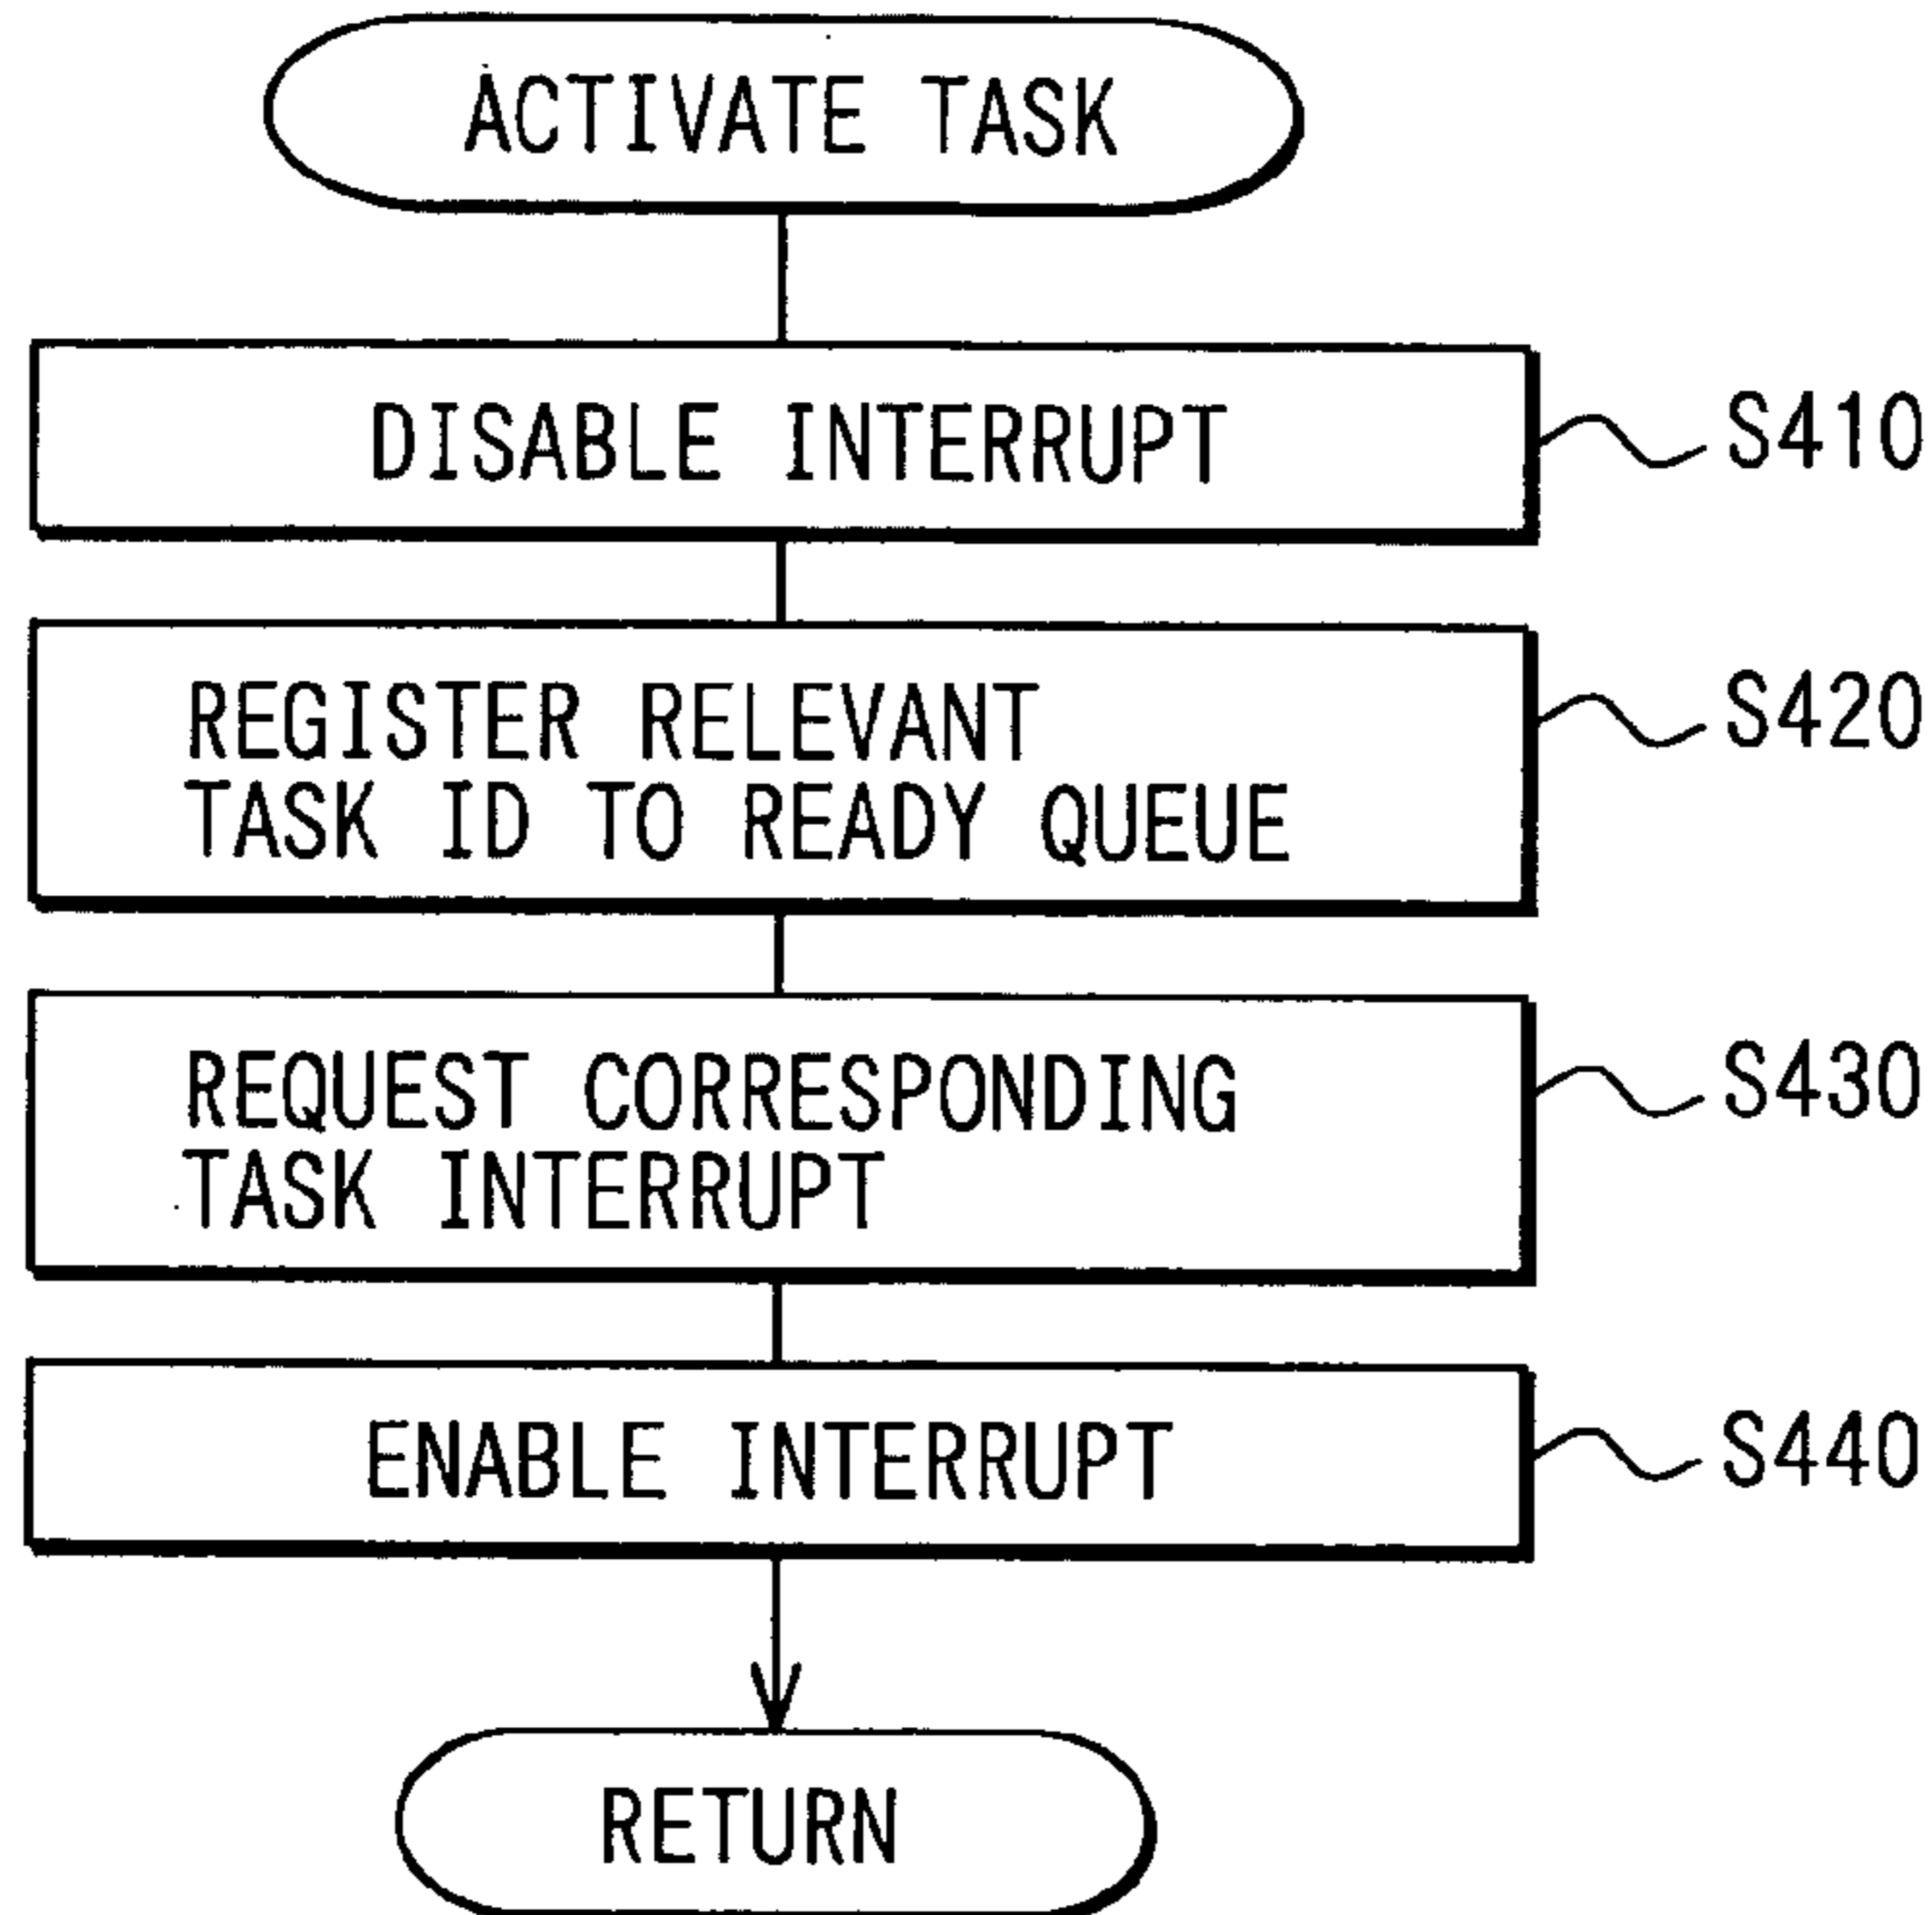 ACTIVATE TASK
DISABLE INTERRUPT
S410
REGISTER RELEVANT
TASK ID TO READY QUEUE
S420
REQUEST CORRESPONDING
TASK INTERRUPT
S430
ENABLE INTERRUPT
S440
RETURN